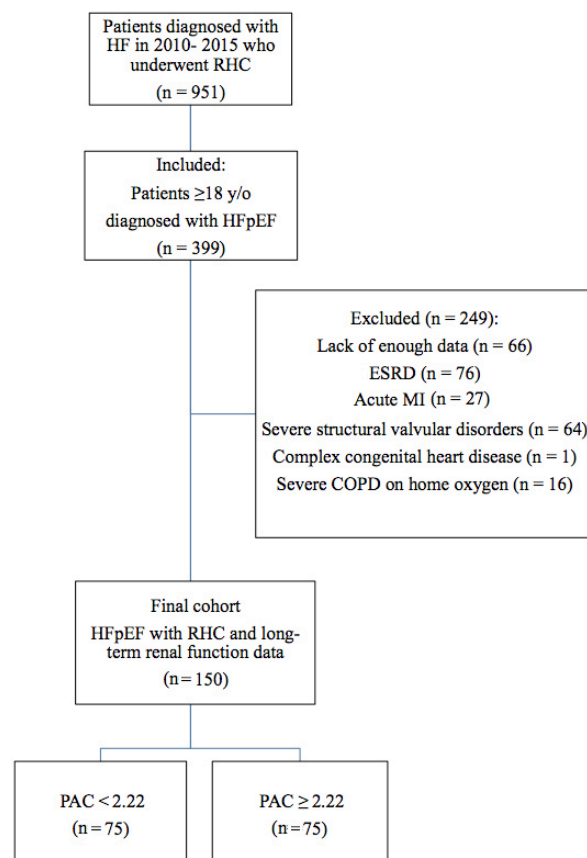 Patients diagnosed with
HF in 2010- 2015 who
underwent RHC
(n = 951)
Included:
Patients ≥18 y/o
diagnosed with HFpEF
(n = 399)
Excluded (n = 249):
Lack of enough data (n = 66)
ESRD (n = 76)
Acute MI (n = 27)
Severe structural valvular disorders (n = 64)
Complex congenital heart disease (n = 1)
Severe COPD on home oxygen (n = 16)
Final cohort
HFpEF with RHC and long-
term renal function data
(n = 150)
PAC < 2.22
(n = 75)
PAC ≥ 2.22
(n = 75)